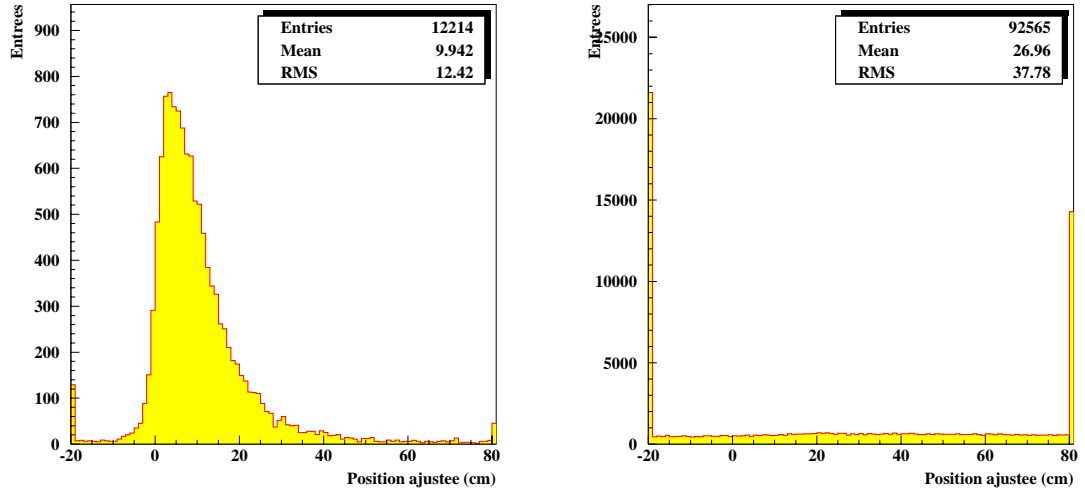 Entrees
Entries 12214
Mean 9.942
RMS 12.42
900
800
700
600
500
400
300
200
100
0
-20 0 20 40 60 80
Position ajustee (cm)
Entrees
Entries 92565
Mean 26.96
RMS 37.78
25000
20000
15000
10000
5000
0
-20 0 20 40 60 80
Position ajustee (cm)